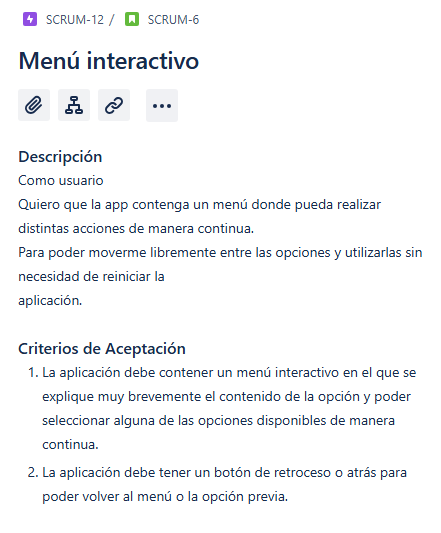 SCRUM-12 / SCRUM-6
Menú interactivo
Descripción
Como usuario
Quiero que la app contenga un menú donde pueda realizar
distintas acciones de manera continua.
Para poder moverme libremente entre las opciones y utilizarlas sin
necesidad de reiniciar la
aplicación.
Criterios de Aceptación
1. La aplicación debe contener un menú interactivo en el que se
explique muy brevemente el contenido de la opción y poder
seleccionar alguna de las opciones disponibles de manera
continua.
2. La aplicación debe tener un botón de retroceso o atrás para
poder volver al menú o la opción previa.